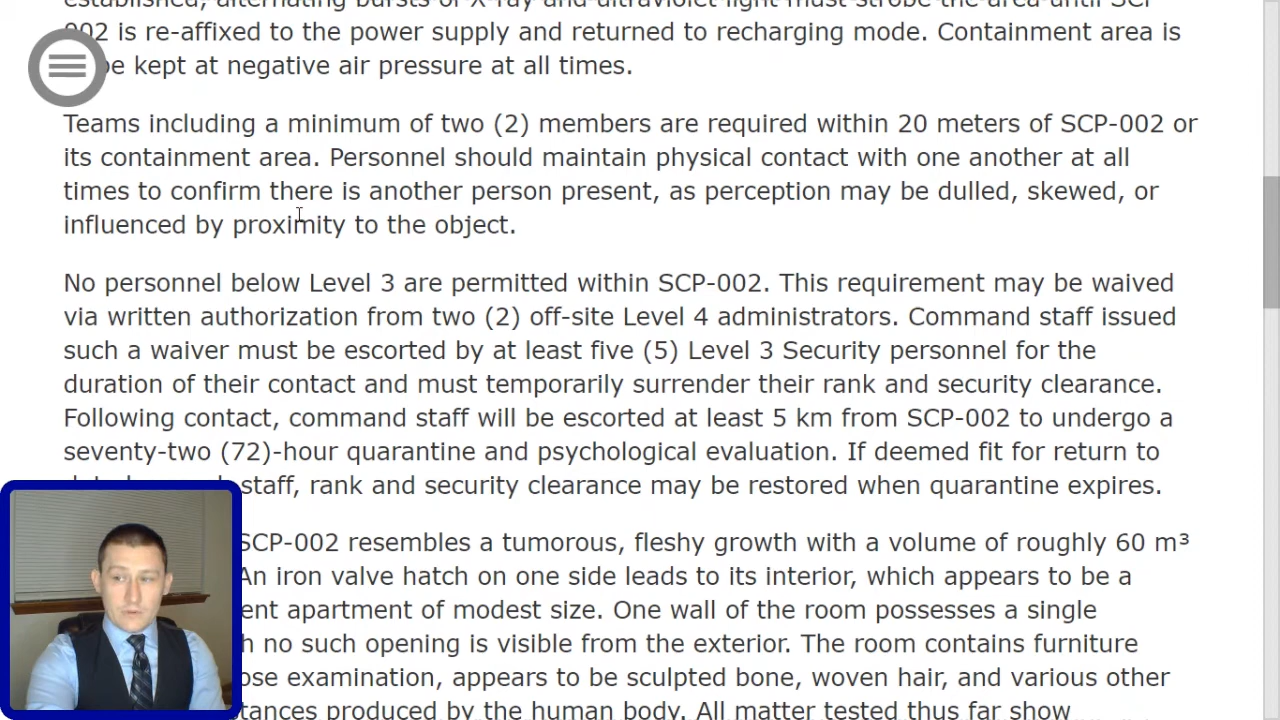 established, alternating bursts of X-ray and ultraviolet light must strobe the area until SCP-
002 is re-affixed to the power supply and returned to recharging mode. Containment area is
be kept at negative air pressure at all times.
Teams including a minimum of two (2) members are required within 20 meters of SCP-002 or
its containment area. Personnel should maintain physical contact with one another at all
times to confirm there is another person present, as perception may be dulled, skewed, or
influenced by proximity to the object.
No personnel below Level 3 are permitted within SCP-002. This requirement may be waived
via written authorization from two (2) off-site Level 4 administrators. Command staff issued
such a waiver must be escorted by at least five (5) Level 3 Security personnel for the
duration of their contact and must temporarily surrender their rank and security clearance.
Following contact, command staff will be escorted at least 5 km from SCP-002 to undergo a
seventy-two (72)-hour quarantine and psychological evaluation. If deemed fit for return to
staff, rank and security clearance may be restored when quarantine expires.
SCP-002 resembles a tumorous, fleshy growth with a volume of roughly 60 m³
An iron valve hatch on one side leads to its interior, which appears to be a
ent apartment of modest size. One wall of the room possesses a single
h no such opening is visible from the exterior. The room contains furniture
ose examination, appears to be sculpted bone, woven hair, and various other
tances produced by the human body. All matter tested thus far show